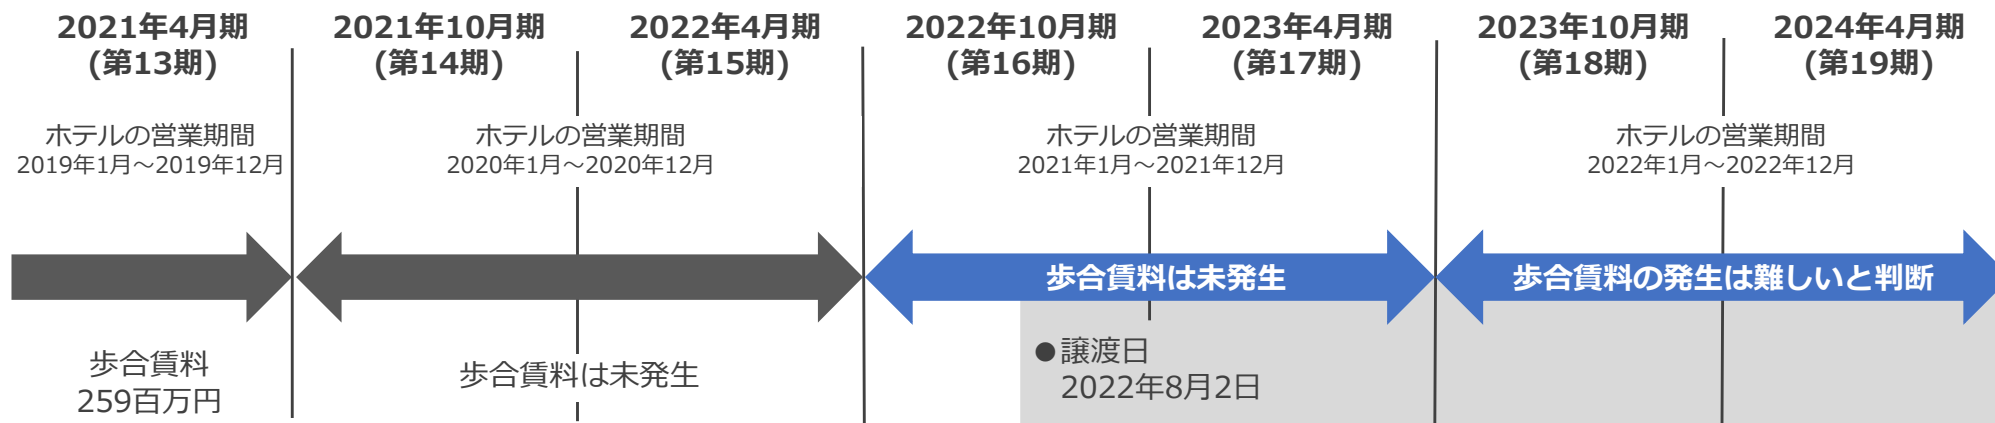 2021年4月期
(第13期)
2021年10月期
(第14期)
2022年4月期
(第15期)
2022年10月期
(第16期)
2023年4月期
(第17期)
2023年10月期
(第18期)
2024年4月期
(第19期)
ホテルの営業期間
2019年1月～2019年12月
ホテルの営業期間
2020年1月～2020年12月
ホテルの営業期間
2021年1月～2021年12月
ホテルの営業期間
2022年1月～2022年12月
歩合賃料は未発生
歩合賃料の発生は難しいと判断
歩合賃料
259百万円
歩合賃料は未発生
●譲渡日
2022年8月2日